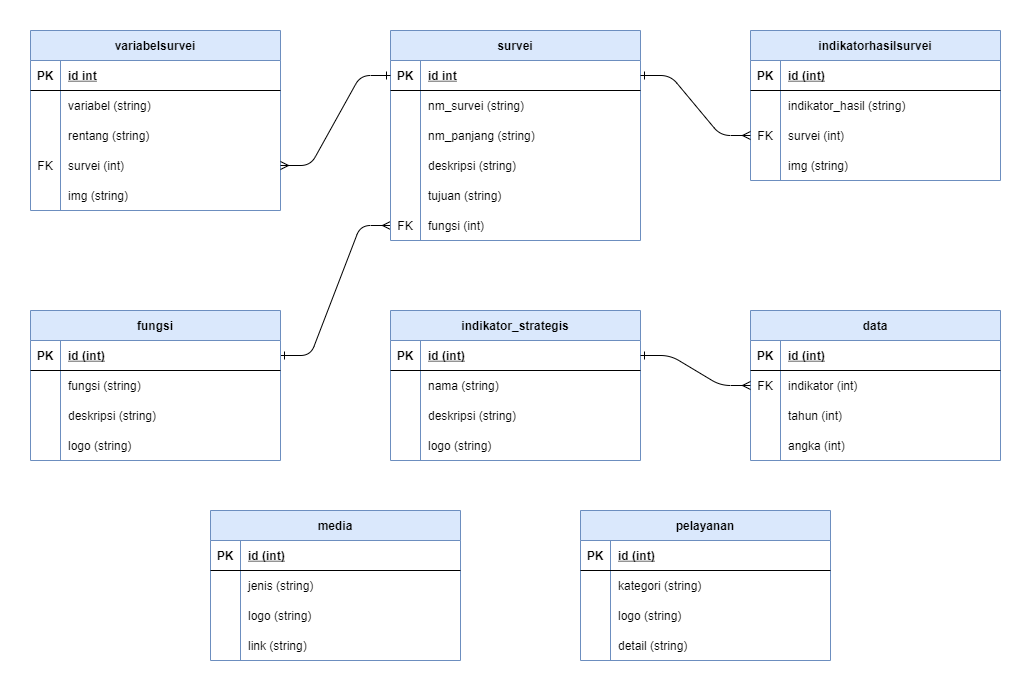 variabelsurvei
PK id int
variabel (string)
rentang (string)
FK survei (int)
img (string)
survei
PK id int
nm_survei (string)
nm_panjang (string)
deskripsi (string)
tujuan (string)
FK fungsi (int)
indikatorhasilsurvei
PK id (int)
indikator_hasil (string)
FK survei (int)
img (string)
fungsi
PK id (int)
fungsi (string)
deskripsi (string)
logo (string)
indikator_strategis
PK id (int)
nama (string)
deskripsi (string)
logo (string)
data
PK id (int)
FK indikator (int)
tahun (int)
angka (int)
media
PK id (int)
jenis (string)
logo (string)
link (string)
pelayanan
PK id (int)
kategori (string)
logo (string)
detail (string)